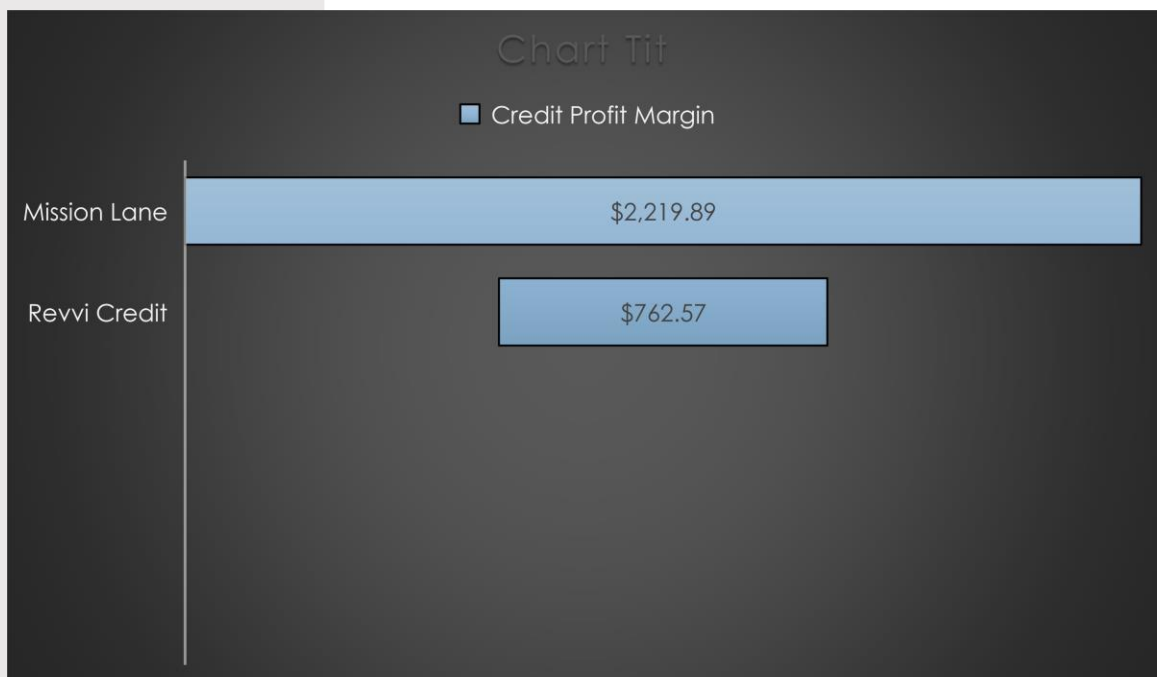 Chart Tit
Credit Profit Margin
Mission Lane
$2,219.89
Revvi Credit
$762.57